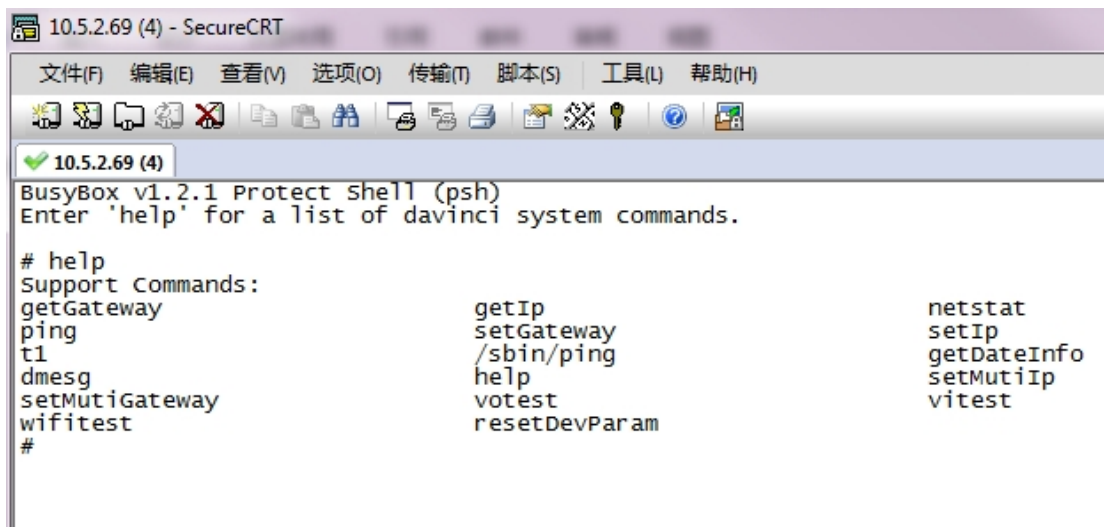 10.5.2.69 (4) - SecureCRT
文件(F) 编辑(E) 查看(V) 选项(O) 传输(T) 脚本(S) 工具(L) 帮助(H)
10.5.2.69 (4)
BusyBox v1.2.1 Protect Shell (psh)
Enter 'help' for a list of davinci system commands.
# help
Support Commands:
getGateway getIp netstat
ping setGateway setIp
t1 /sbin/ping getDateInfo
dmesg help setMutiIp
setMutiGateway votest vitest
wifitest resetDevParam
#